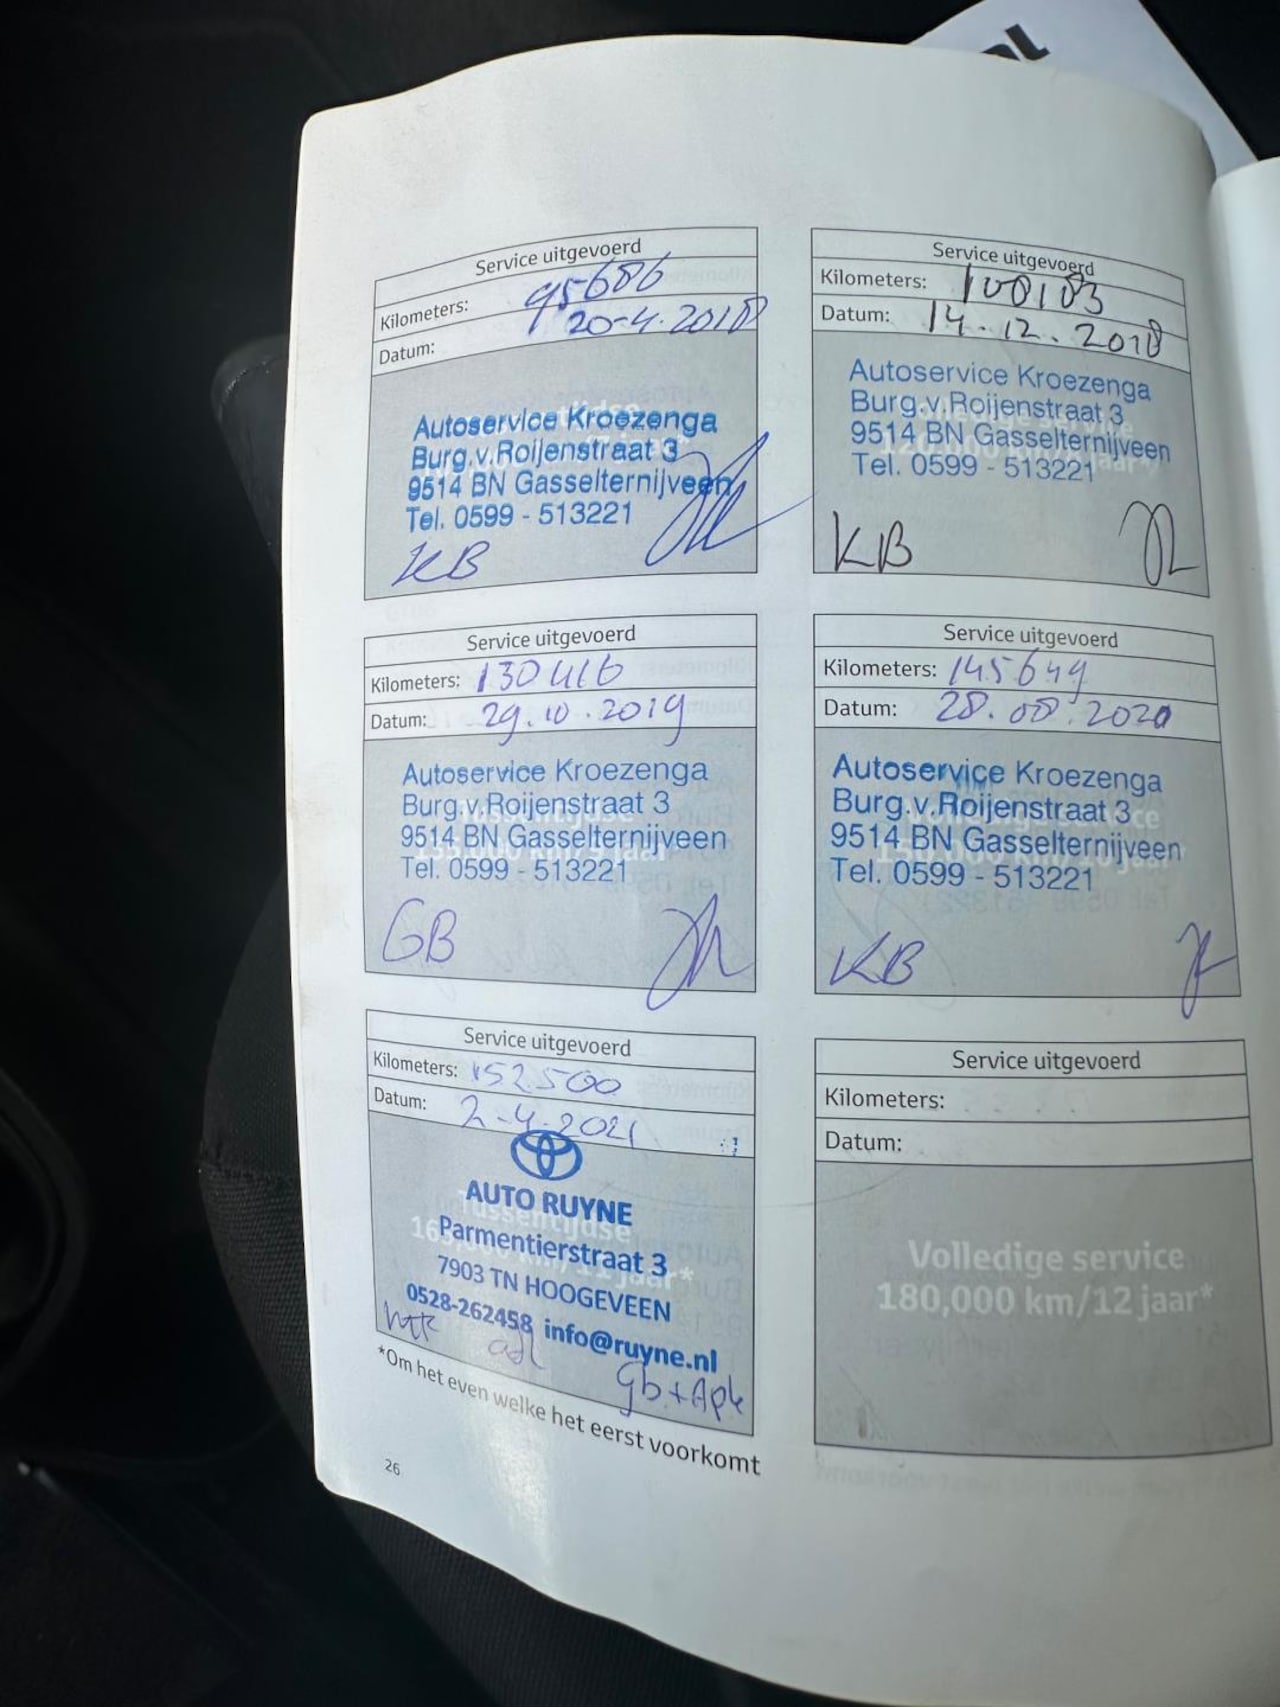 Service uitgevoerd
Kilometers: 95686
Datum: 20-4-2018
Autoservice Kroezenga
Burg.v.Roijenstraat 3
9514 BN Gasselternijveen
Tel. 0599 - 513221
KB
Service uitgevoerd
Kilometers: 108103
Datum: 14-12.2018
Autoservice Kroezenga
Burg.v.Roijenstraat 3
9514 BN Gasselternijveen
Tel. 0599 - 513221
KB
Service uitgevoerd
Kilometers: 130416
Datum: 29.10.2019
Autoservice Kroezenga
Burg.v.Roijenstraat 3
9514 BN Gasselternijveen
Tel. 0599 - 513221
GB
Service uitgevoerd
Kilometers: 145649
Datum: 28.08.2020
Autoservice Kroezenga
Burg.v.Roijenstraat 3
9514 BN Gasselternijveen
Tel. 0599 - 513221
KB
Service uitgevoerd
Kilometers: 152500
Datum: 2-4-2021
AUTO RUYNE
Parmentierstraat 3
7903 TN HOOGEVEEN
0528-262458 info@ruyne.nl
Gb+Apk
Service uitgevoerd
Kilometers:
Datum:
Volledige service
180,000 km/12 jaar*
*Om het even welke het eerst voorkomt
26